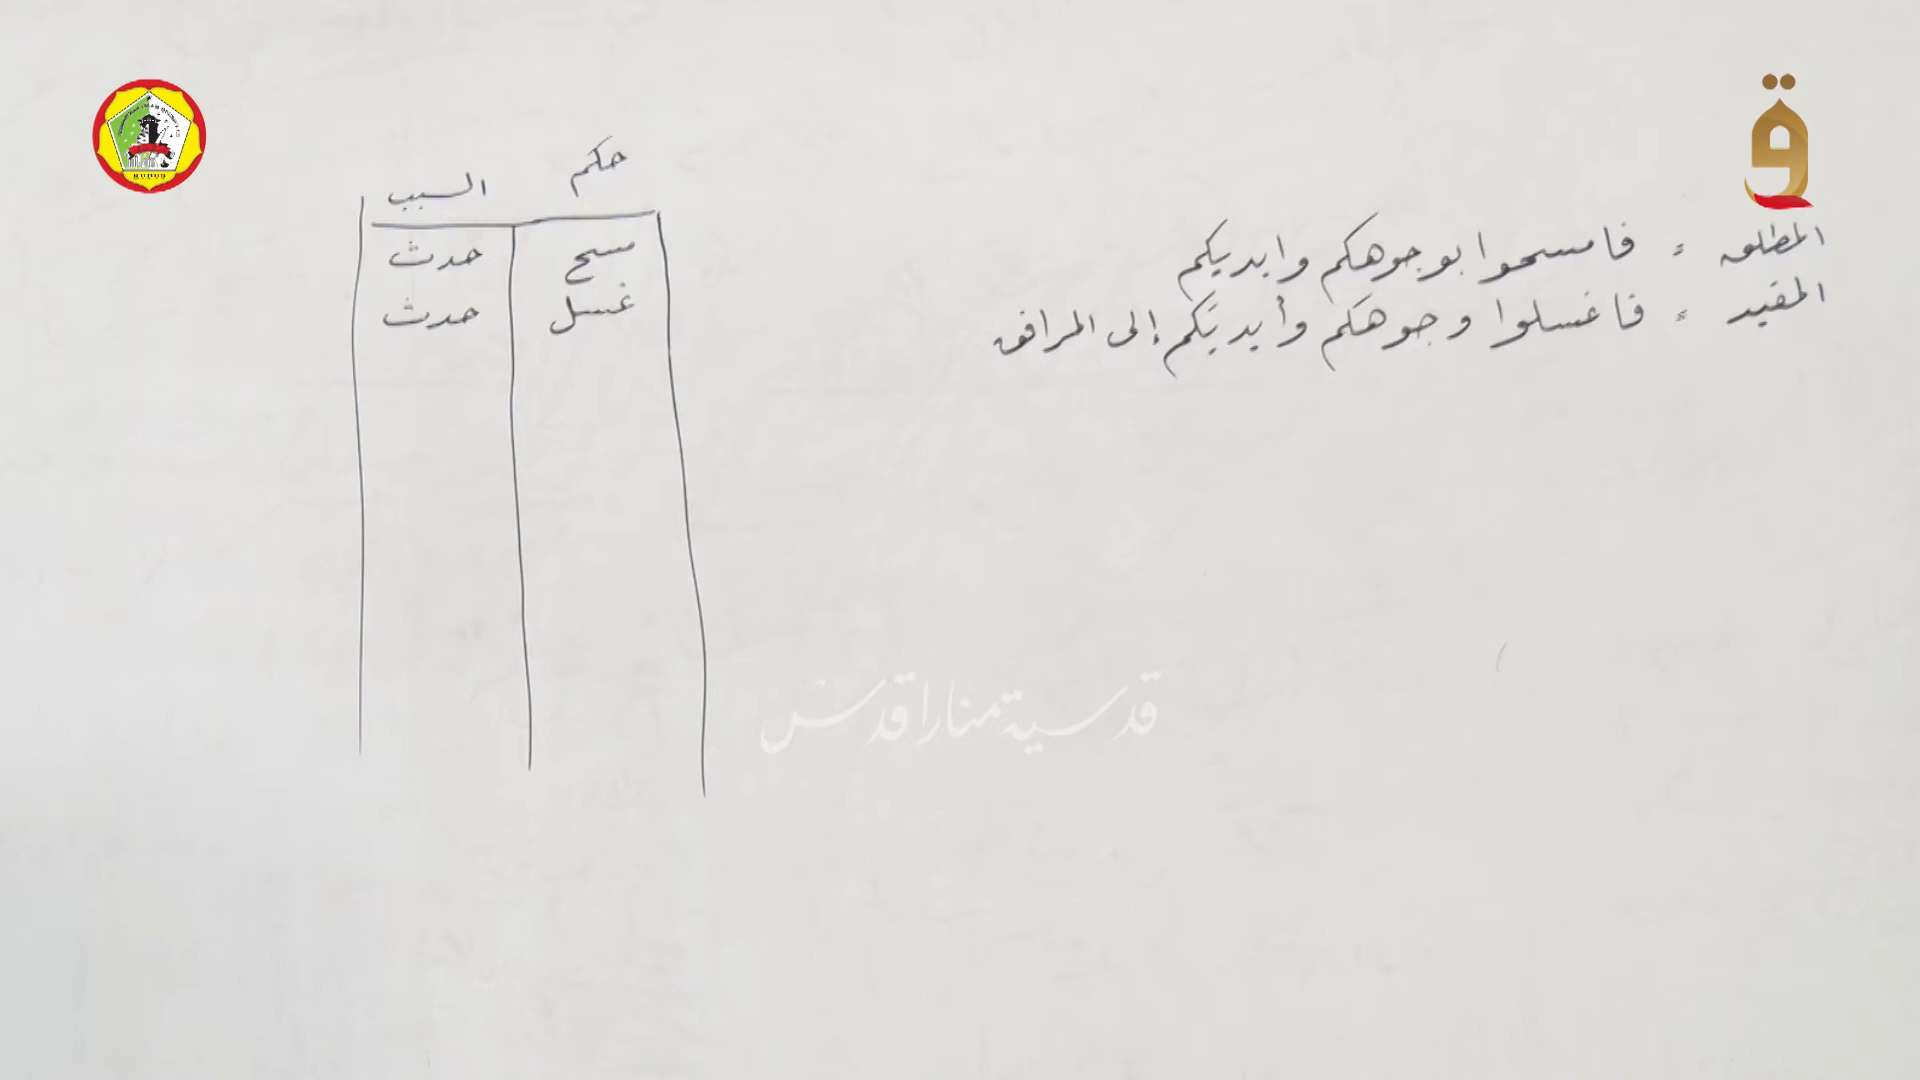 المطلق = فامسحوا بوجوهكم وايديكم
المقيد = فاغسلوا وجوهكم وأيديكم إلى المرافق
حكم السبب
مسح حدث
غسل حدث
قدسية منارا قدس
KUDUS